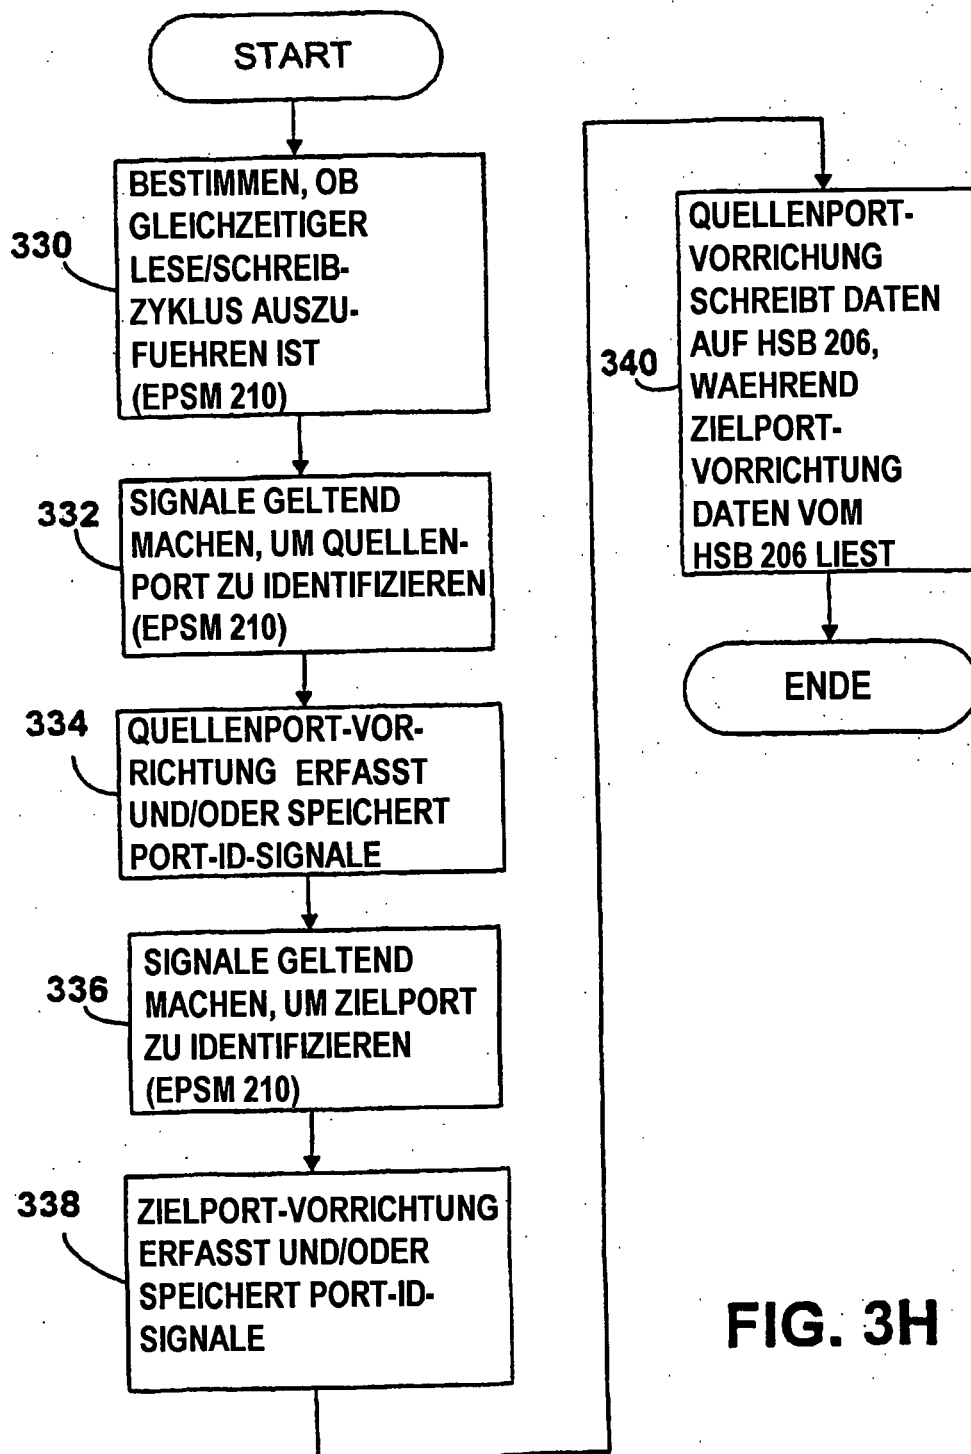 START
330
BESTIMMEN, OB
GLEICHZEITIGER
LESE/SCHREIB-
ZYKLUS AUSZU-
FUEHREN IST
(EPSM 210)
332
SIGNALE GELTEND
MACHEN, UM QUELLEN-
PORT ZU IDENTIFIZIEREN
(EPSM 210)
334
QUELLENPORT-VOR-
RICHTUNG ERFASST
UND/ODER SPEICHERT
PORT-ID-SIGNALE
336
SIGNALE GELTEND
MACHEN, UM ZIELPORT
ZU IDENTIFIZIEREN
(EPSM 210)
338
ZIELPORT-VORRICHTUNG
ERFASST UND/ODER
SPEICHERT PORT-ID-
SIGNALE
340
QUELLENPORT-
VORRICHUNG
SCHREIBT DATEN
AUF HSB 206,
WAEHREND
ZIELPORT-
VORRICHTUNG
DATEN VOM
HSB 206 LIEST
ENDE
FIG. 3H